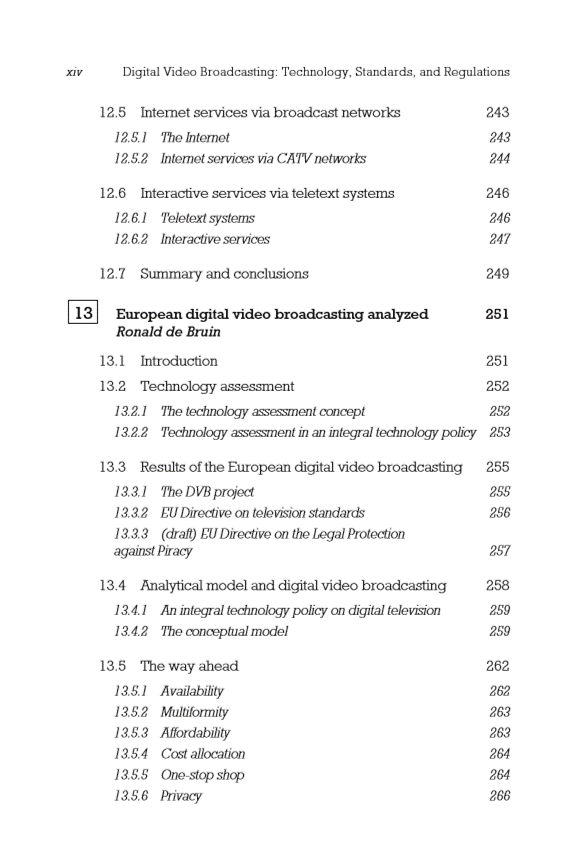 xiv Digital Video Broadcasting: Technology, Standards, and Regulations
12.5 Internet services via broadcast networks 243
12.5.1 The Internet 243
12.5.2 Internet services via CATV networks 244
12.6 Interactive services via teletext systems 246
12.6.1 Teletext systems 246
12.6.2 Interactive services 247
12.7 Summary and conclusions 249
13 European digital video broadcasting analyzed 251
Ronald de Bruin
13.1 Introduction 251
13.2 Technology assessment 252
13.2.1 The technology assessment concept 252
13.2.2 Technology assessment in an integral technology policy 253
13.3 Results of the European digital video broadcasting 255
13.3.1 The DVB project 255
13.3.2 EU Directive on television standards 256
13.3.3 (draft) EU Directive on the Legal Protection
against Piracy 257
13.4 Analytical model and digital video broadcasting 258
13.4.1 An integral technology policy on digital television 259
13.4.2 The conceptual model 259
13.5 The way ahead 262
13.5.1 Availability 262
13.5.2 Multiformity 263
13.5.3 Affordability 263
13.5.4 Cost allocation 264
13.5.5 One-stop shop 264
13.5.6 Privacy 266